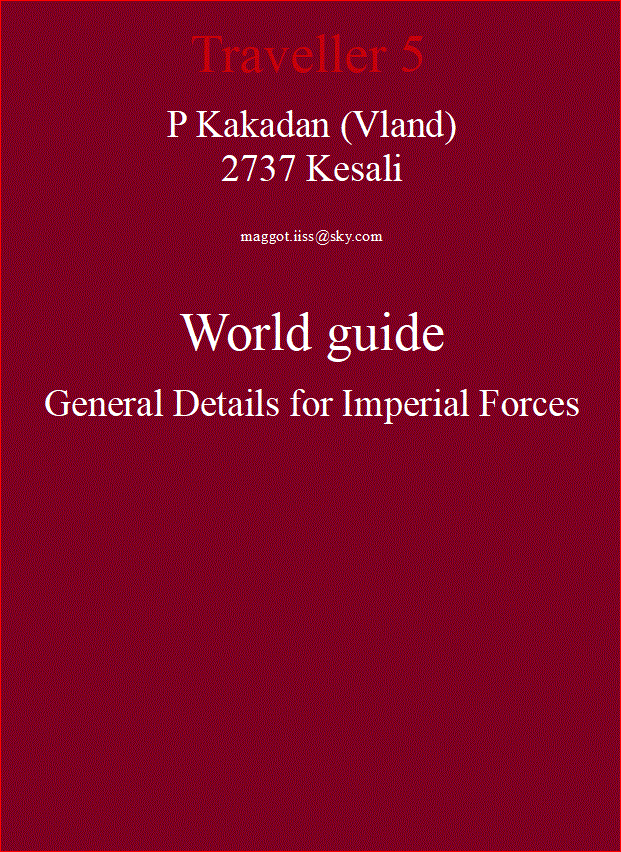 Traveller 5
P Kakadan (Vland)
2737 Kesali
maggot.iiss@sky.com
World guide
General Details for Imperial Forces